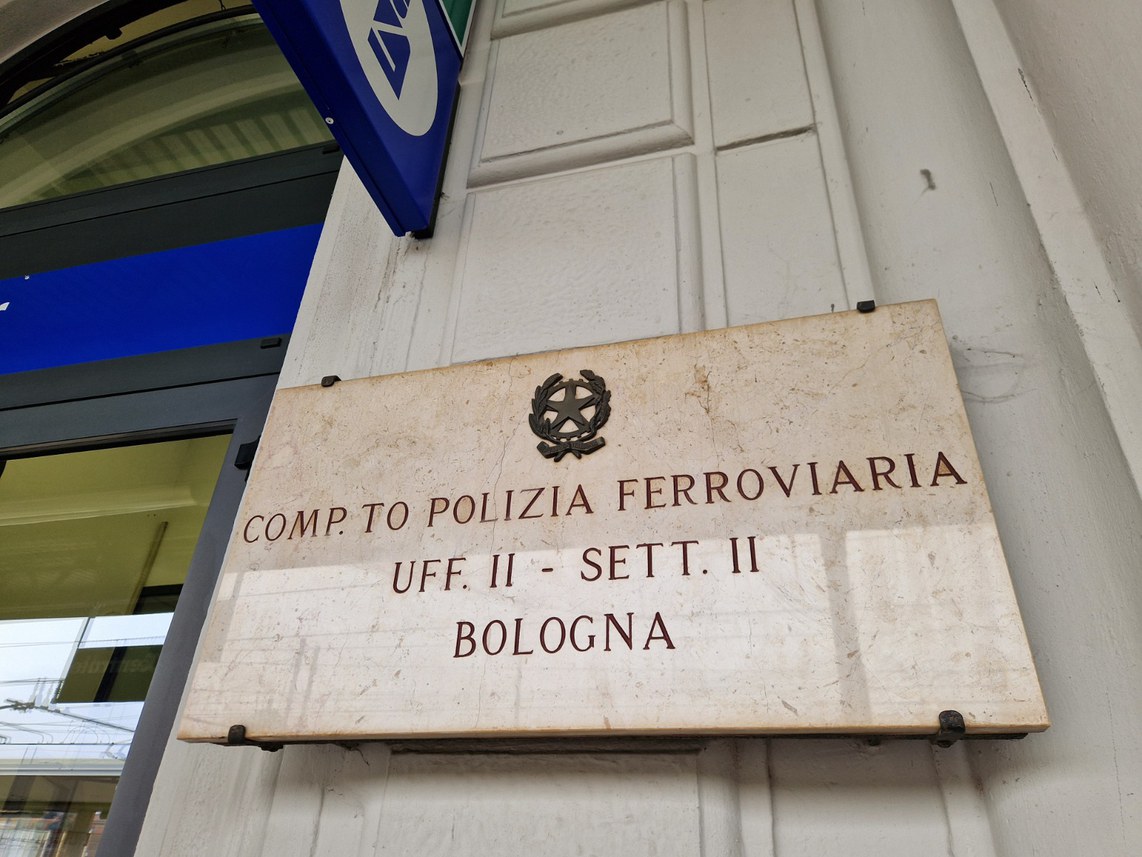 COMP.TO POLIZIA FERROVIARIA
UFF. II - SETT. II
BOLOGNA